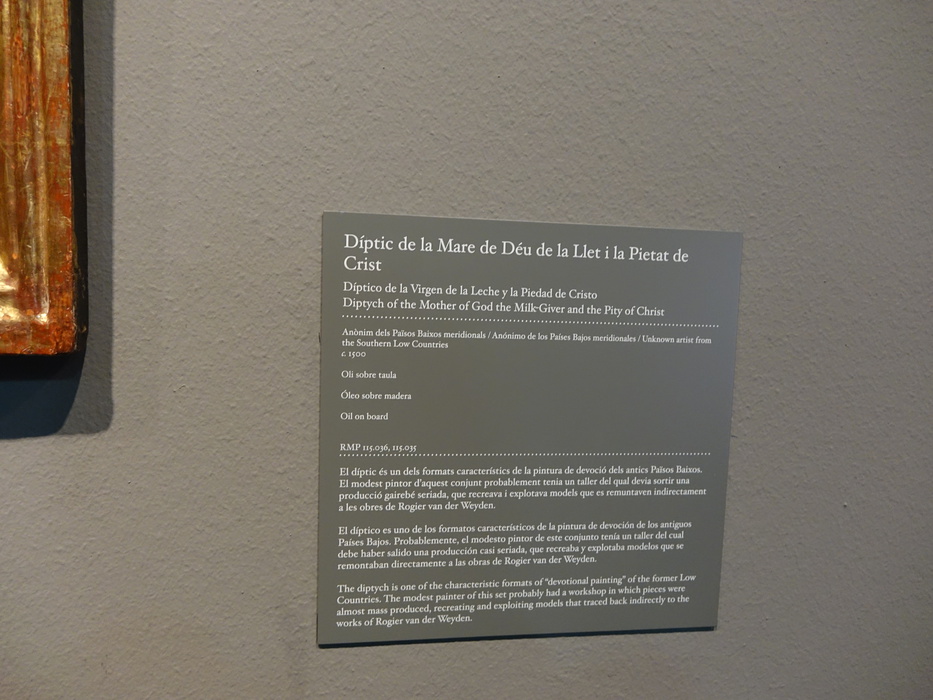 Díptic de la Mare de Déu de la Llet i la Pietat de
Crist
Díptico de la Virgen de la Leche y la Piedad de Cristo
Diptych of the Mother of God the Milk-Giver and the Pity of Christ
Anònim dels Països Baixos meridionals / Anónimo de los Países Bajos meridionales / Unknown artist from
the Southern Low Countries
c. 1500
Oli sobre taula
Óleo sobre madera
Oil on board
RMP 115.036, 115.035
El díptic és un dels formats característics de la pintura de devoció dels antics Països Baixos.
El modest pintor d'aquest conjunt probablement tenia un taller del qual devia sortir una
producció gairebé seriada, que recreava i explotava models que es remuntaven indirectament
a les obres de Rogier van der Weyden.
El díptico es uno de los formatos característicos de la pintura de devoción de los antiguos
Países Bajos. Probablemente, el modesto pintor de este conjunto tenía un taller del cual
debe haber salido una producción casi seriada, que recreaba y explotaba modelos que se
remontaban directamente a las obras de Rogier van der Weyden.
The diptych is one of the characteristic formats of "devotional painting" of the former Low
Countries. The modest painter of this set probably had a workshop in which pieces were
almost mass produced, recreating and exploiting models that traced back indirectly to the
works of Rogier van der Weyden.